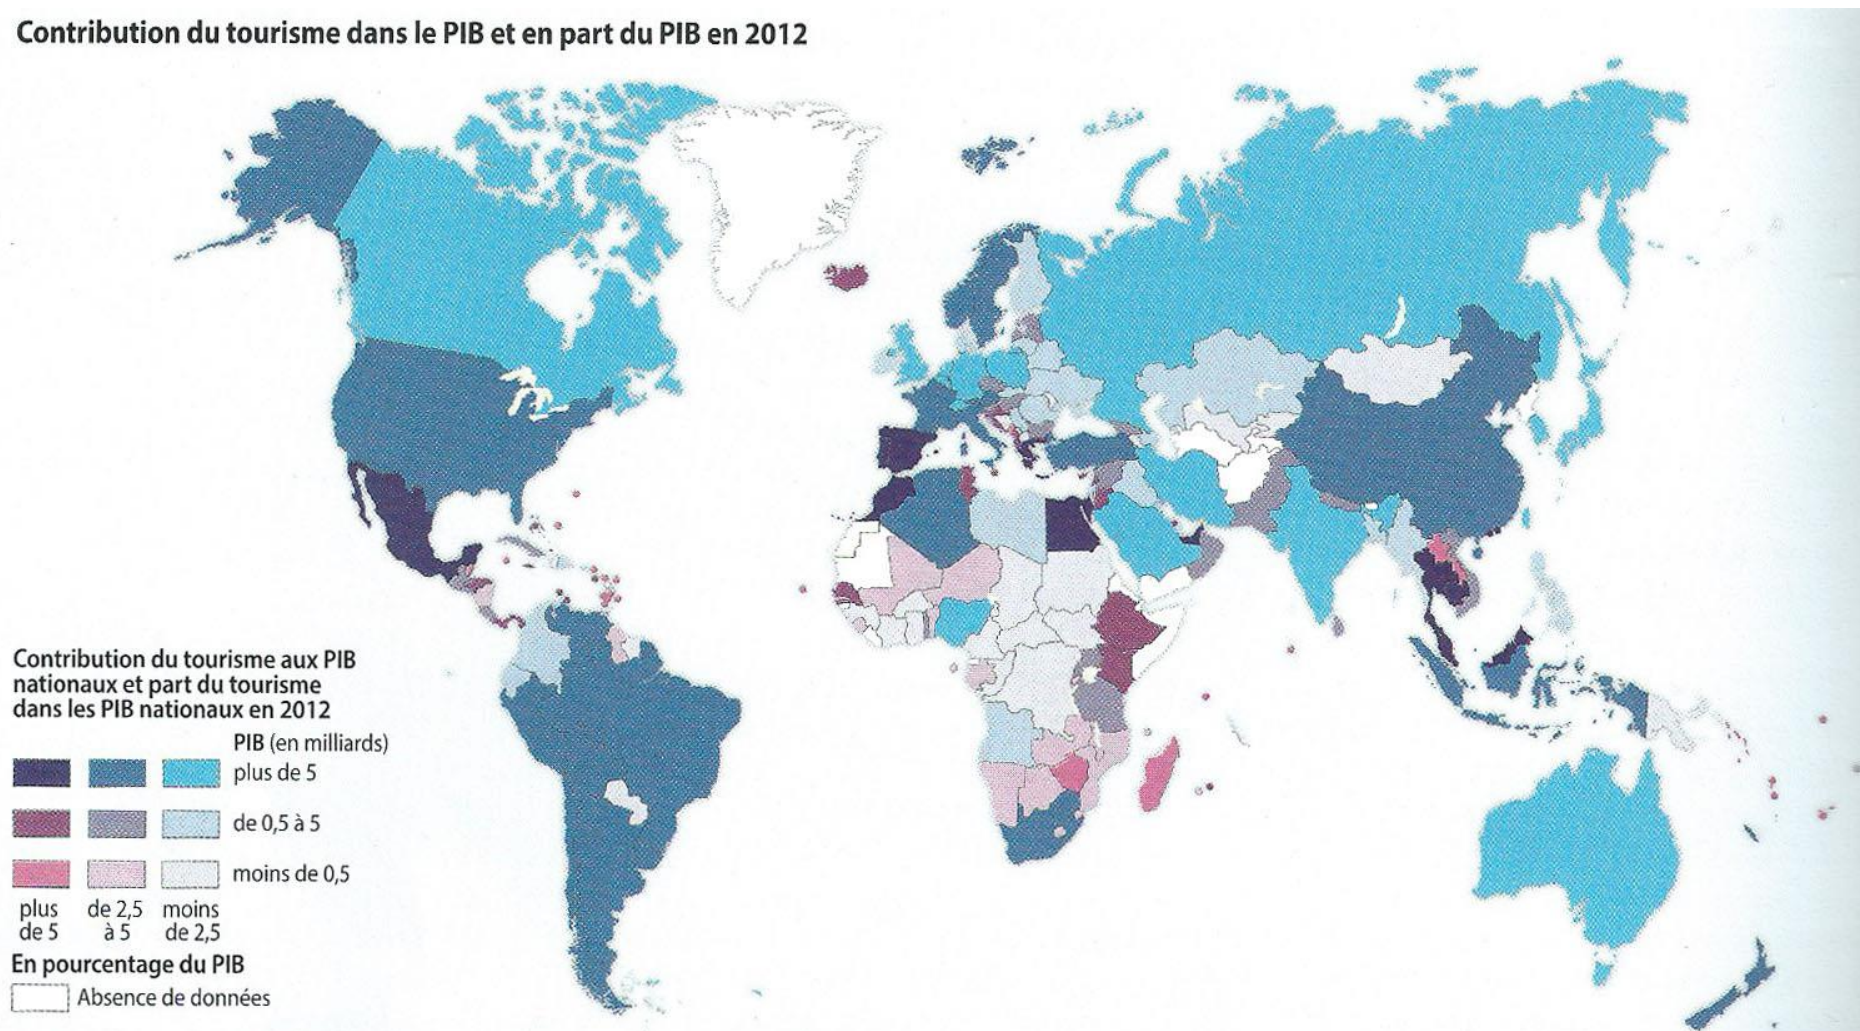 Contribution du tourisme dans le PIB et en part du PIB en 2012
Contribution du tourisme aux PIB
nationaux et part du tourisme
dans les PIB nationaux en 2012
PIB (en milliards)
plus de 5
de 0,5 à 5
moins de 0,5
plus de 2,5 moins
de 5 à 5 de 2,5
En pourcentage du PIB
Absence de données